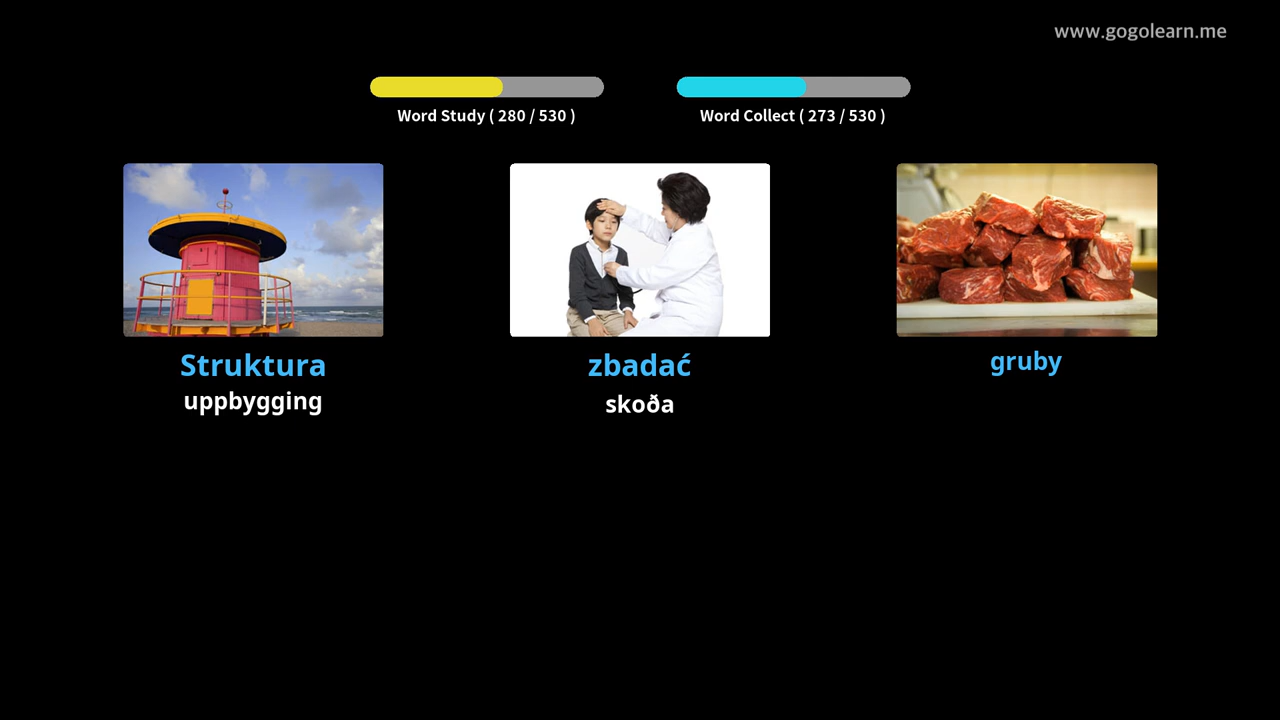 www.gogolearn.me
Word Study ( 280 / 530 )
Word Collect ( 273 / 530 )
Struktura
uppbygging
zbadać
skoða
gruby